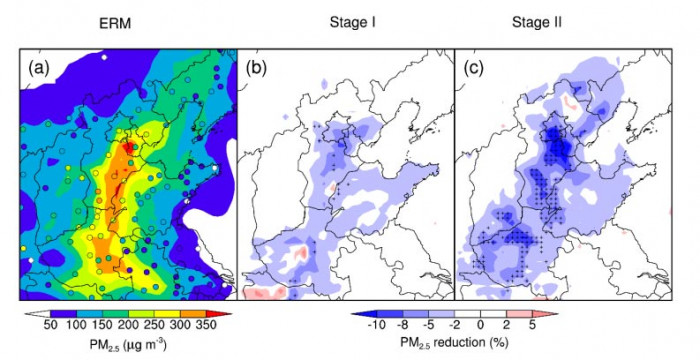 ERM Stage I Stage II
(a) (b) (c)
50 100 150 200 250 300 350 -10 -8 -5 -2 0 2 5
PM2.5 (µg m-3) PM2.5 reduction (%)